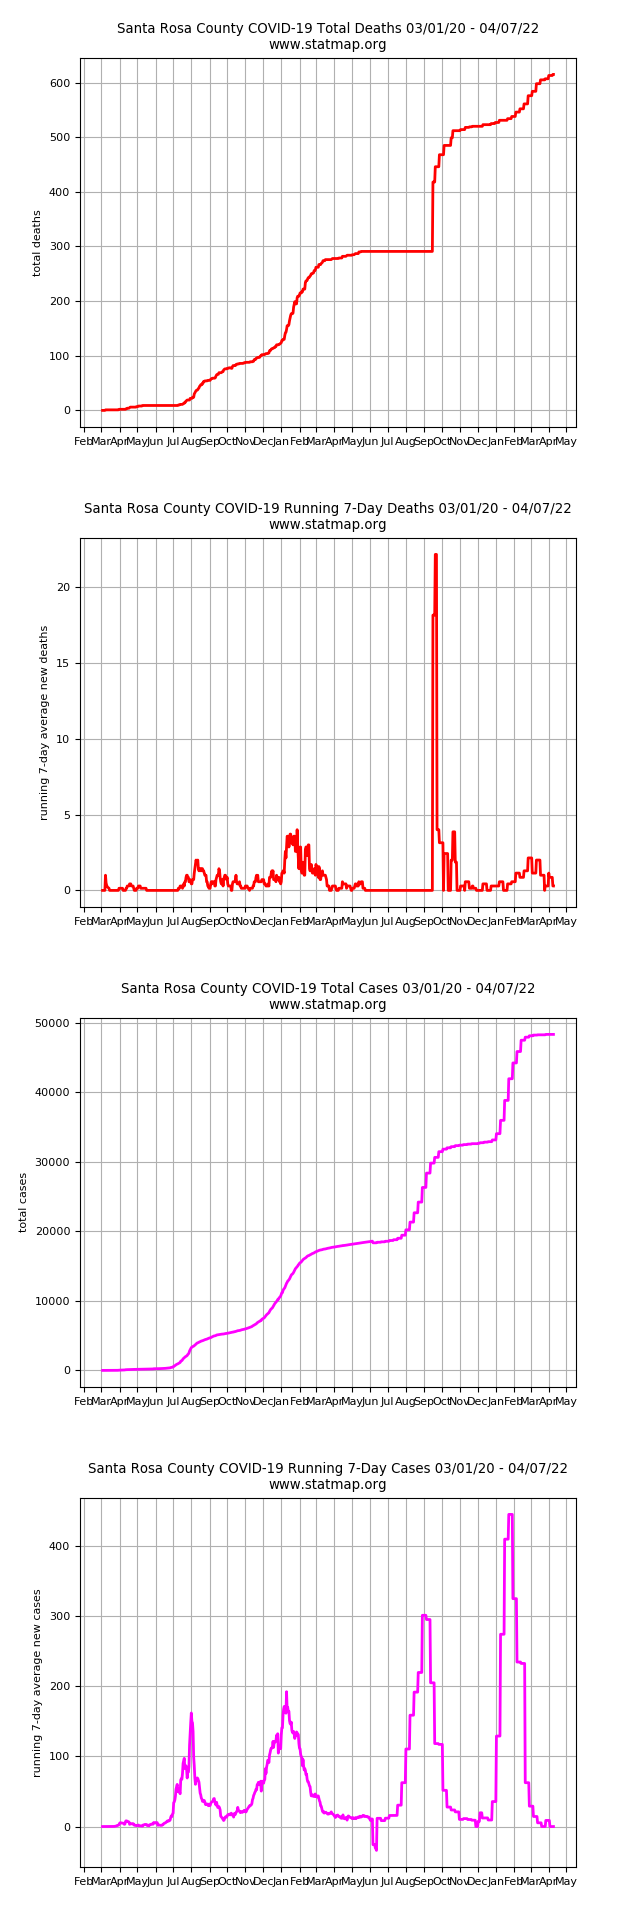 Santa Rosa County COVID-19 Total Deaths 03/01/20 - 04/07/22
www.statmap.org
600
500
400
300
200
100
0
total deaths
Feb Mar Apr May Jun Jul Aug Sep Oct Nov Dec Jan Feb Mar Apr May Jun Jul Aug Sep Oct Nov Dec Jan Feb Mar Apr May
Santa Rosa County COVID-19 Running 7-Day Deaths 03/01/20 - 04/07/22
www.statmap.org
20
15
10
5
0
running 7-day average new deaths
Feb Mar Apr May Jun Jul Aug Sep Oct Nov Dec Jan Feb Mar Apr May Jun Jul Aug Sep Oct Nov Dec Jan Feb Mar Apr May
Santa Rosa County COVID-19 Total Cases 03/01/20 - 04/07/22
www.statmap.org
50000
40000
30000
20000
10000
0
total cases
Feb Mar Apr May Jun Jul Aug Sep Oct Nov Dec Jan Feb Mar Apr May Jun Jul Aug Sep Oct Nov Dec Jan Feb Mar Apr May
Santa Rosa County COVID-19 Running 7-Day Cases 03/01/20 - 04/07/22
www.statmap.org
400
300
200
100
0
running 7-day average new cases
Feb Mar Apr May Jun Jul Aug Sep Oct Nov Dec Jan Feb Mar Apr May Jun Jul Aug Sep Oct Nov Dec Jan Feb Mar Apr May